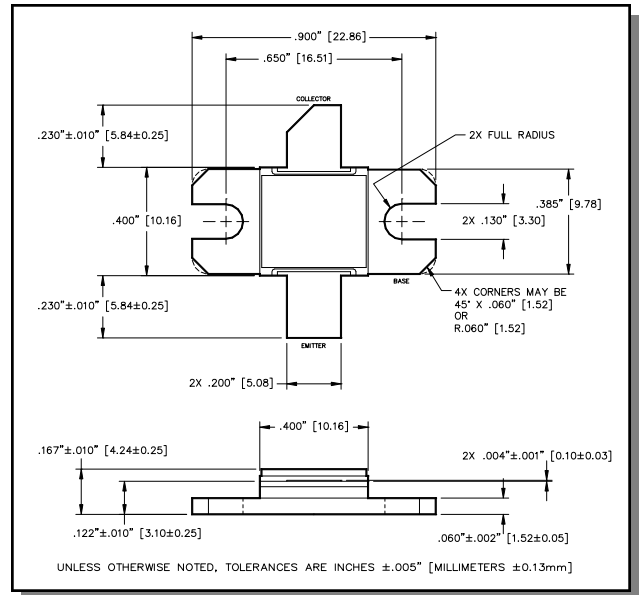 .900" [22.86]
.650" [16.51]
COLLECTOR
.230"±.010" [5.84±0.25]
2X FULL RADIUS
.400" [10.16]
.385" [9.78]
2X .130" [3.30]
BASE
.230"±.010" [5.84±0.25]
4X CORNERS MAY BE
45° X .060" [1.52]
OR
R.060" [1.52]
EMITTER
2X .200" [5.08]
.400" [10.16]
.167"±.010" [4.24±0.25]
2X .004"±.001" [0.10±0.03]
.122"±.010" [3.10±0.25]
.060"±.002" [1.52±0.05]
UNLESS OTHERWISE NOTED, TOLERANCES ARE INCHES ±.005" [MILLIMETERS ±0.13mm]